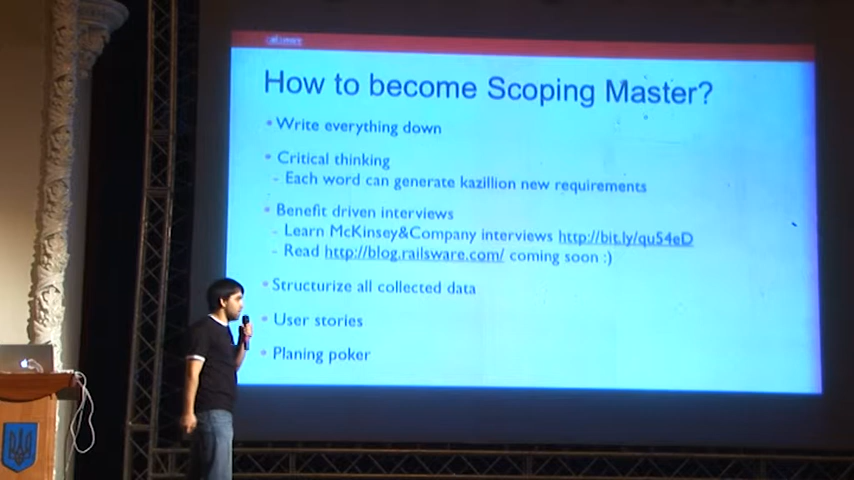 How to become Scoping Master?
• Write everything down
• Critical thinking
- Each word can generate kazillion new requirements
• Benefit driven interviews
- Learn McKinsey&Company interviews http://bit.ly/qu54eD
- Read http://blog.railsware.com/ coming soon :)
• Structurize all collected data
• User stories
• Planing poker